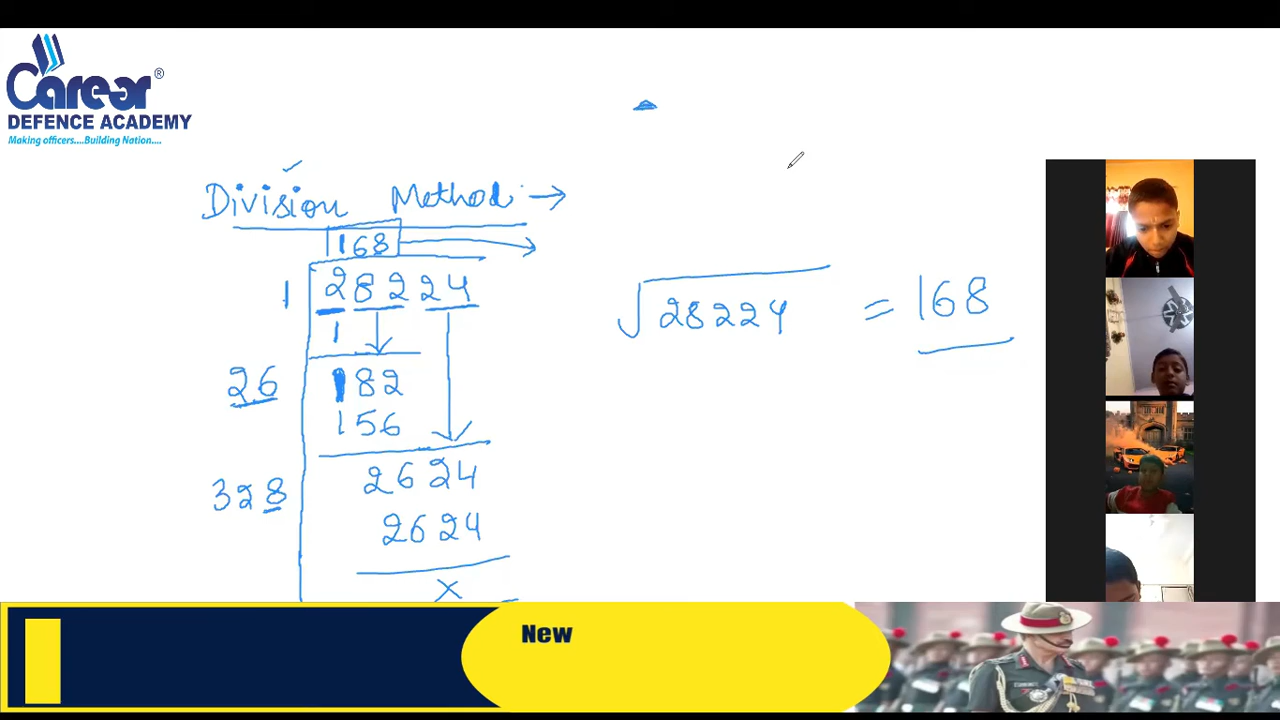 Carear®
DEFENCE ACADEMY
Making officers....Building Nation....
Division Method →
168
1 28224
1
26 182
156
328 2624
2624
x
√28224 = 168
New